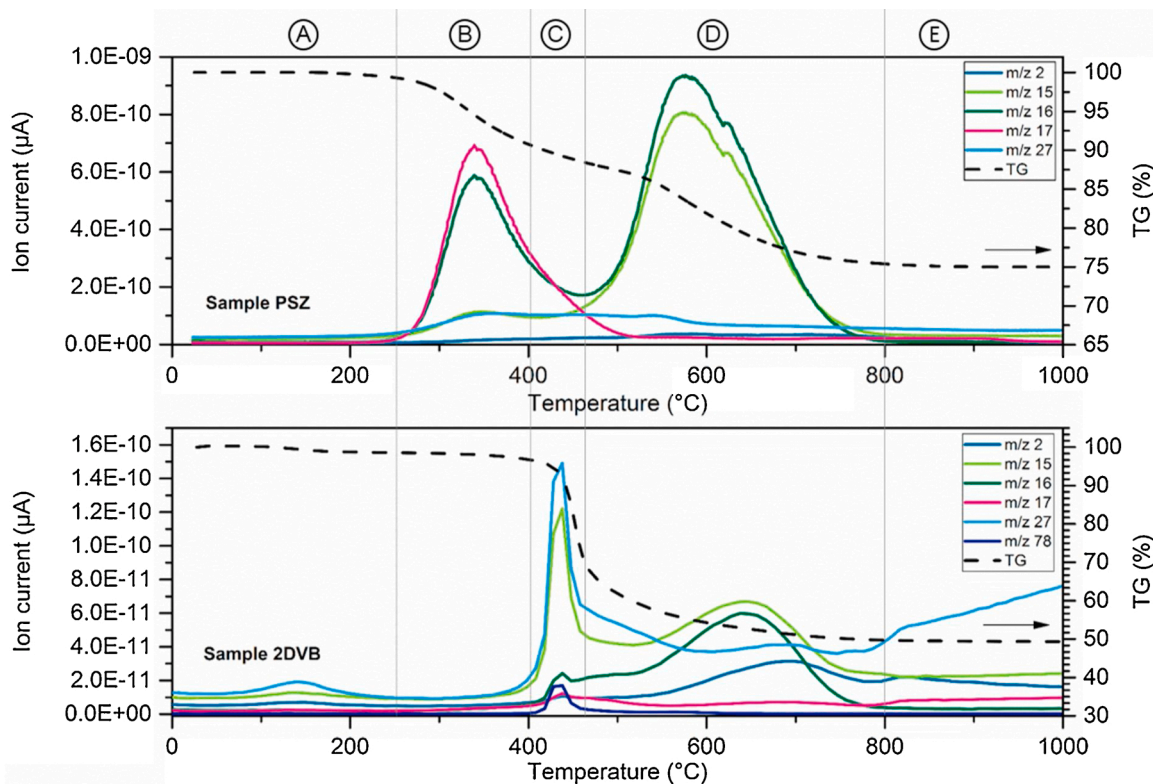 A B C D E
Ion current (µA)
1.0E-09
8.0E-10
6.0E-10
4.0E-10
2.0E-10
0.0E+00
Sample PSZ
m/z 2
m/z 15
m/z 16
m/z 17
m/z 27
TG
100
95
90
85
80
75
70
65
TG (%)
0 200 400 600 800 1000
Temperature (°C)
Ion current (µA)
1.6E-10
1.4E-10
1.2E-10
1.0E-10
8.0E-11
6.0E-11
4.0E-11
2.0E-11
0.0E+00
Sample 2DVB
m/z 2
m/z 15
m/z 16
m/z 17
m/z 27
m/z 78
TG
100
90
80
70
60
50
40
30
TG (%)
0 200 400 600 800 1000
Temperature (°C)